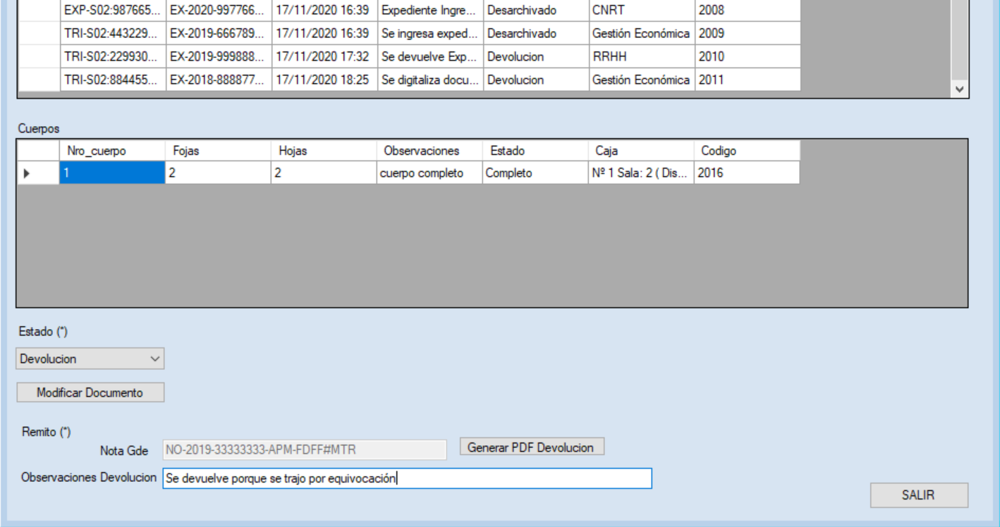 EXP-S02:987665... EX-2020-997766... 17/11/2020 16:39 Expediente Ingre... Desarchivado CNRT 2008
TRI-S02:443229... EX-2019-666789... 17/11/2020 16:39 Se ingresa exped... Desarchivado Gestión Económica 2009
TRI-S02:229930... EX-2019-999888... 17/11/2020 17:32 Se devuelve Exp... Devolucion RRHH 2010
TRI-S02:884455... EX-2018-888877... 17/11/2020 18:25 Se digitaliza docu... Devolucion Gestión Económica 2011
Cuerpos
Nro_cuerpo Fojas Hojas Observaciones Estado Caja Codigo
1 2 2 cuerpo completo Completo Nº 1 Sala: 2 ( Dis... 2016
Estado (*)
Devolucion
Modificar Documento
Remito (*)
Nota Gde NO-2019-33333333-APM-FDFF#MTR Generar PDF Devolucion
Observaciones Devolucion Se devuelve porque se trajo por equivocación
SALIR